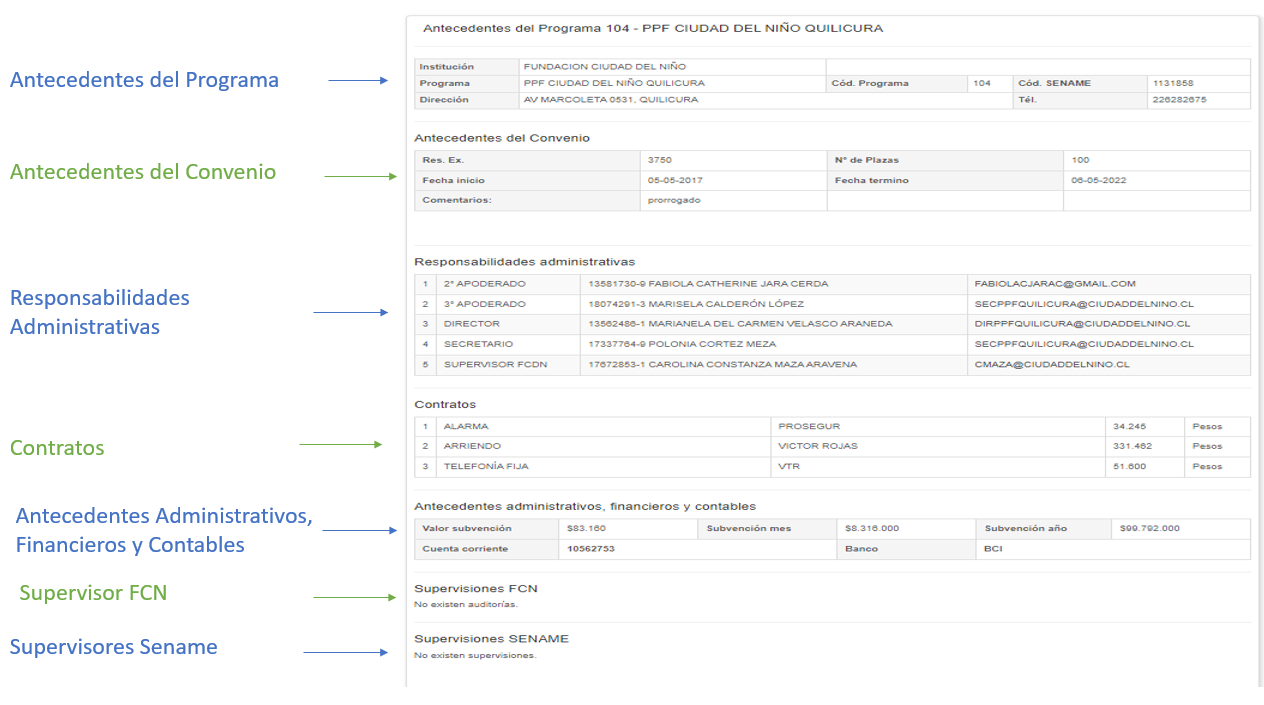 Antecedentes del Programa 104 - PPF CIUDAD DEL NIÑO QUILICURA
Antecedentes del Programa
Institución FUNDACION CIUDAD DEL NIÑO
Programa PPF CIUDAD DEL NIÑO QUILICURA Cód. Programa 104 Cód. SENAME 1131858
Dirección AV MARCOLETA 0531, QUILICURA Tél. 226282675
Antecedentes del Convenio
Antecedentes del Convenio
Res. Ex. 3750 N° de Plazas 100
Fecha inicio 05-05-2017 Fecha termino 06-05-2022
Comentarios: prorrogado
Responsabilidades
Administrativas
Responsabilidades administrativas
1 2° APODERADO 13581730-9 FABIOLA CATHERINE JARA CERDA FABIOLACJARAC@GMAIL.COM
2 3° APODERADO 18074291-3 MARISELA CALDERÓN LÓPEZ SECPPFQUILICURA@CIUDADDELNINO.CL
3 DIRECTOR 13562486-1 MARIANELA DEL CARMEN VELASCO ARANEDA DIRPPFQUILICURA@CIUDADDELNINO.CL
4 SECRETARIO 17337764-9 POLONIA CORTEZ MEZA SECPPFQUILICURA@CIUDADDELNINO.CL
5 SUPERVISOR FCDN 17672853-1 CAROLINA CONSTANZA MAZA ARAVENA CMAZA@CIUDADDELNINO.CL
Contratos
Contratos
1 ALARMA PROSEGUR 34.245 Pesos
2 ARRIENDO VICTOR ROJAS 331.462 Pesos
3 TELEFONÍA FIJA VTR 51.600 Pesos
Antecedentes Administrativos,
Financieros y Contables
Antecedentes administrativos, financieros y contables
Valor subvención $83.160 Subvención mes $8.316.000 Subvención año $99.792.000
Cuenta corriente 10562753 Banco BCI
Supervisor FCN
Supervisiones FCN
No existen auditorías.
Supervisores Sename
Supervisiones SENAME
No existen supervisiones.